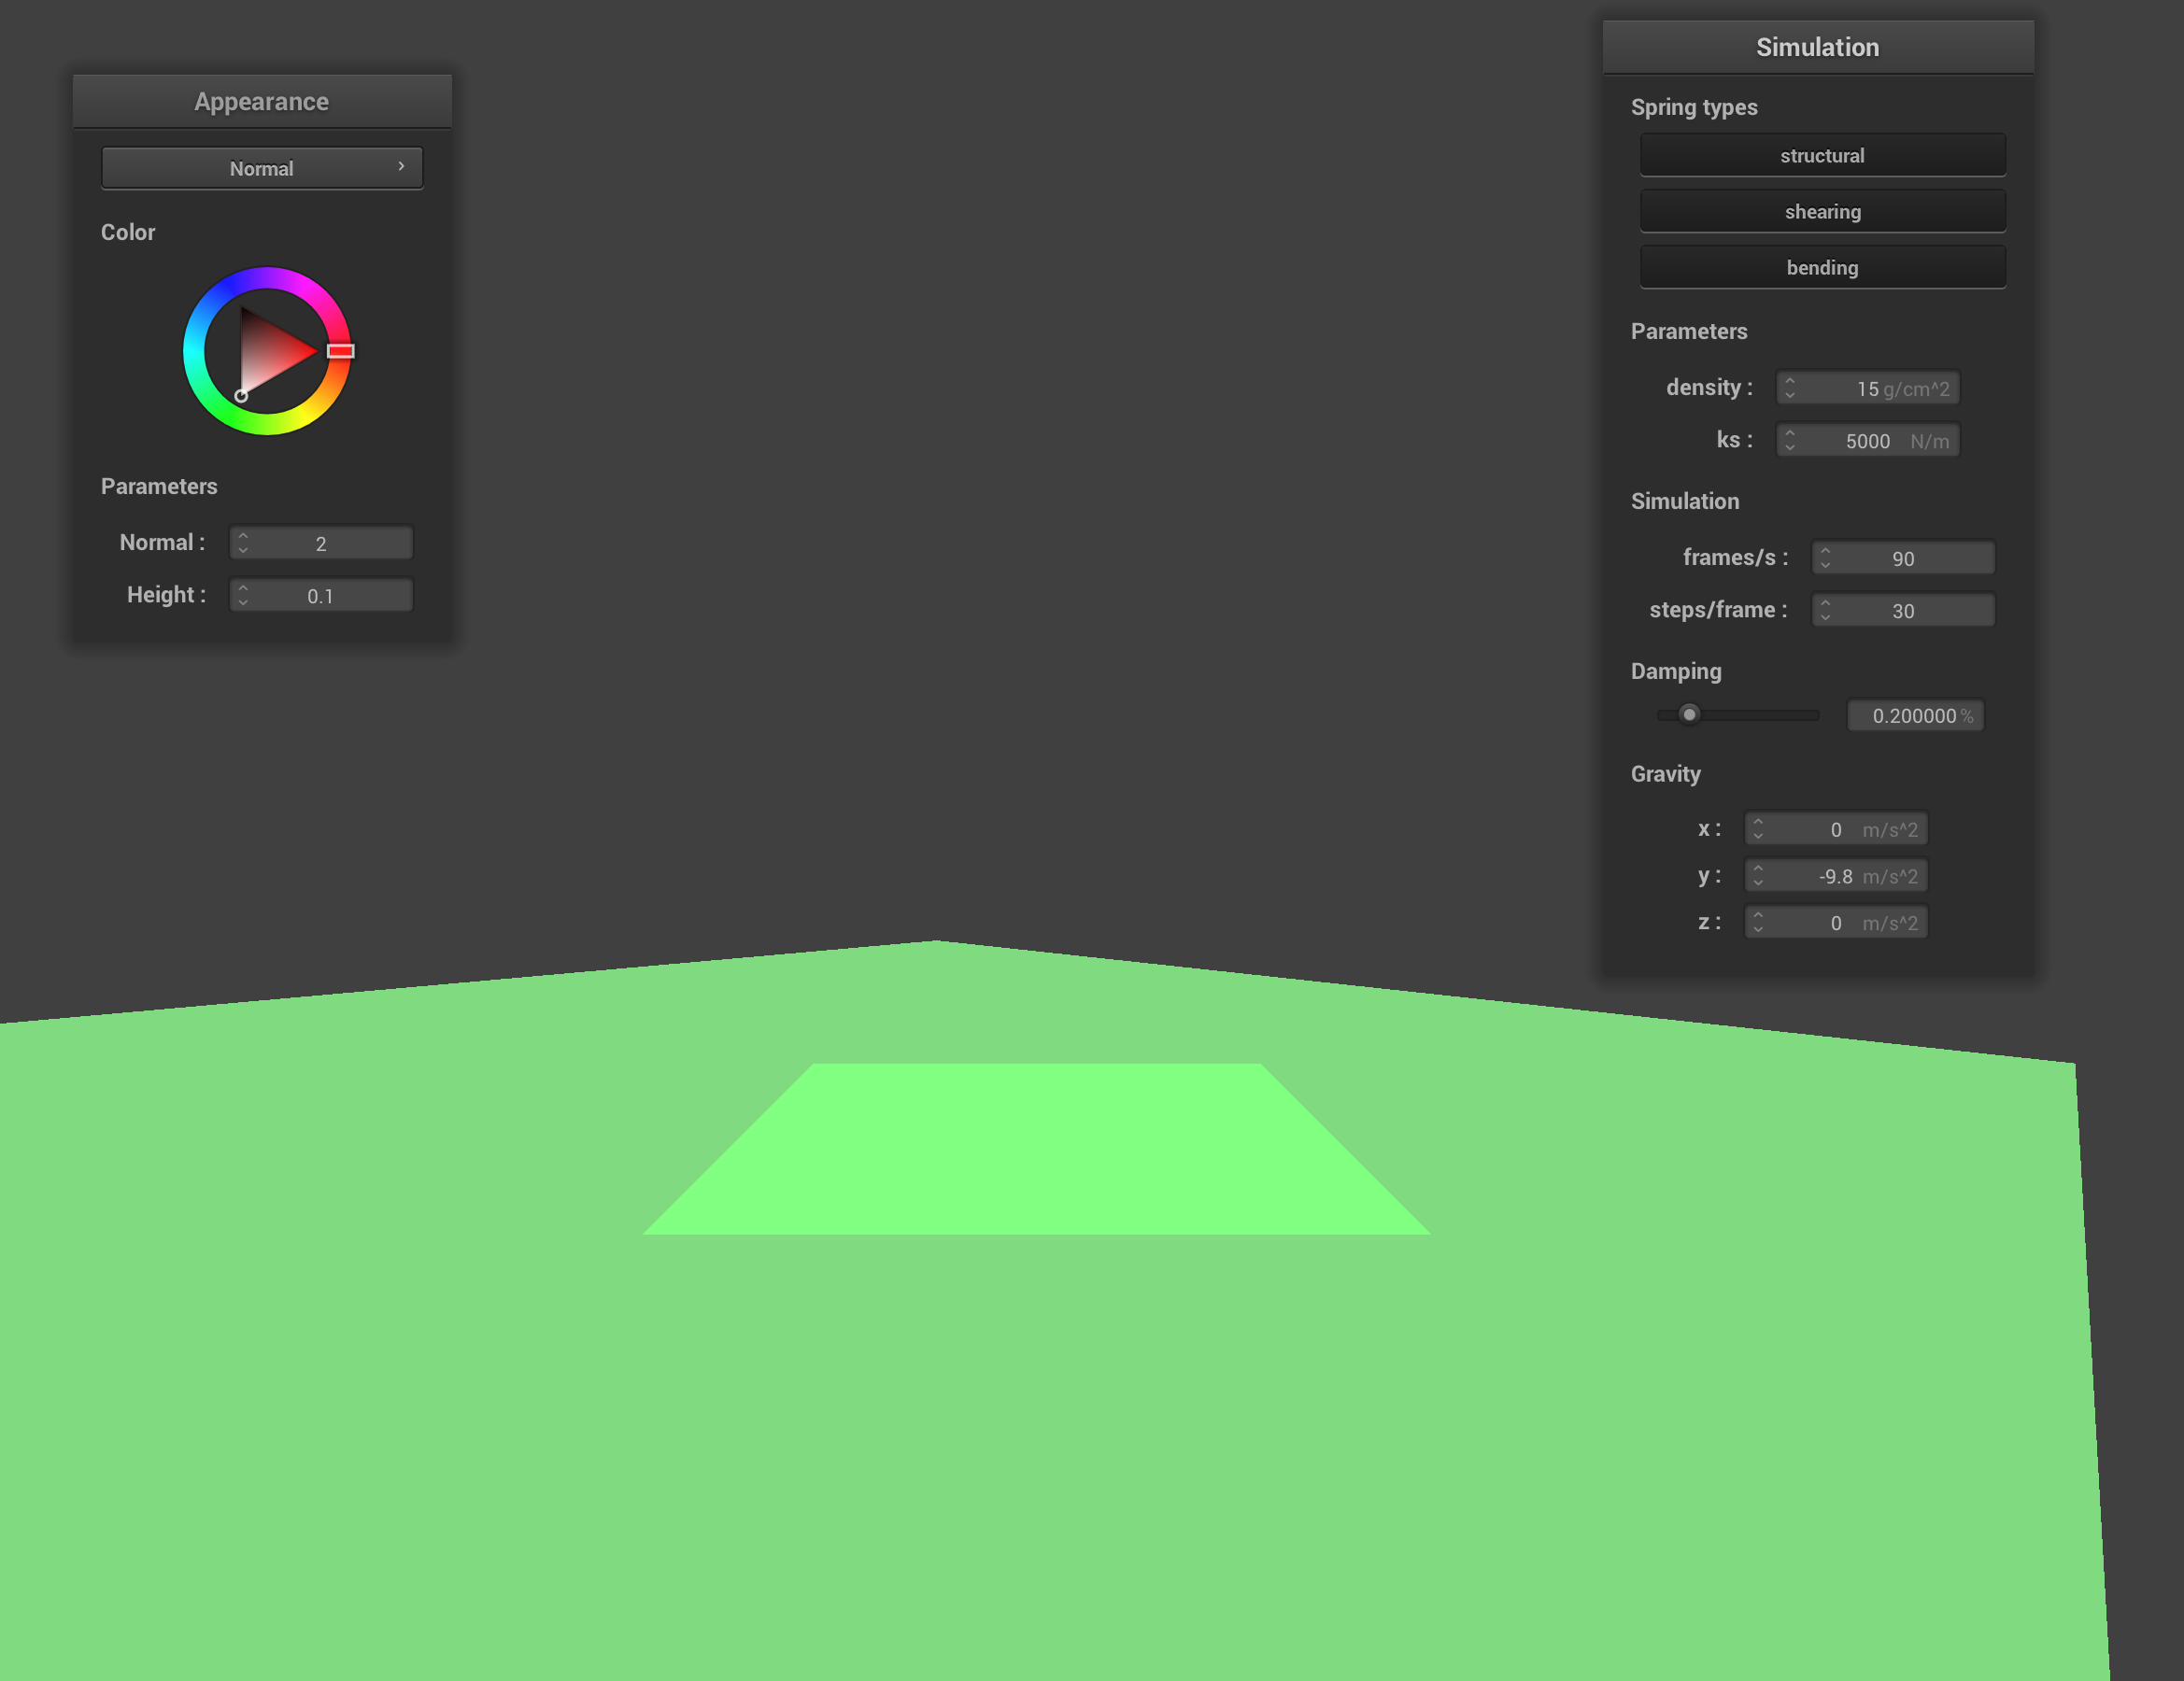 Appearance
Normal
Color
Parameters
Normal : 2
Height : 0.1
Simulation
Spring types
structural
shearing
bending
Parameters
density : 15 g/cm^2
ks : 5000 N/m
Simulation
frames/s : 90
steps/frame : 30
Damping
0.200000 %
Gravity
x : 0 m/s^2
y : -9.8 m/s^2
z : 0 m/s^2